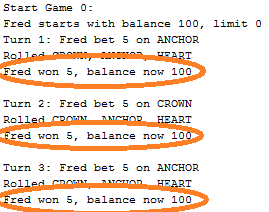 Start Game 0:
Fred starts with balance 100, limit 0
Turn 1: Fred bet 5 on ANCHOR
Rolled CROWN, ANCHOR, HEART
Fred won 5, balance now 100
Turn 2: Fred bet 5 on CROWN
Rolled CROWN, ANCHOR, HEART
Fred won 5, balance now 100
Turn 3: Fred bet 5 on ANCHOR
Rolled CROWN, ANCHOR, HEART
Fred won 5, balance now 100